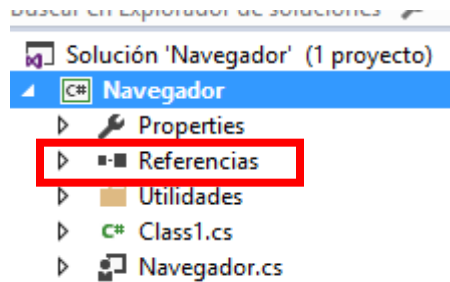 Buscar en Explorador de soluciones
Solución 'Navegador' (1 proyecto)
C# Navegador
Properties
Referencias
Utilidades
C# Class1.cs
Navegador.cs